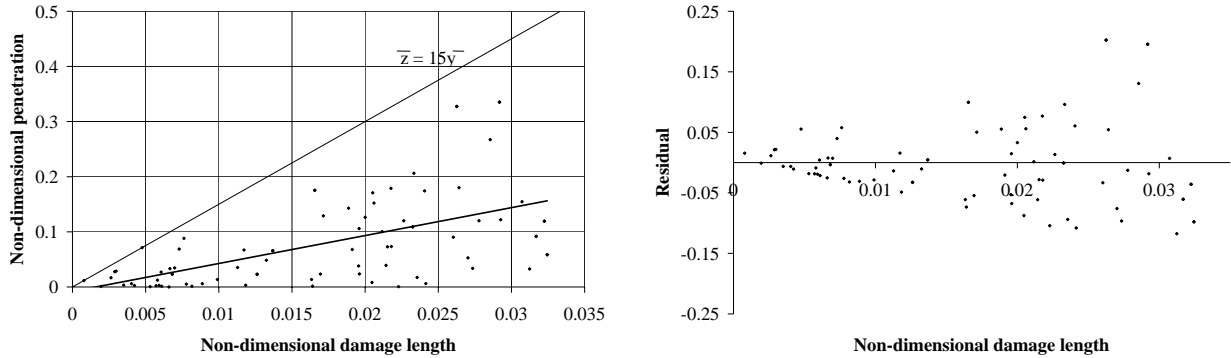 0.5
0.4
0.3
0.2
0.1
0
Non-dimensional penetration
z = 15y
0 0.005 0.01 0.015 0.02 0.025 0.03 0.035
Non-dimensional damage length
0.25
0.15
0.05
-0.05
-0.15
-0.25
Residual
0 0.01 0.02 0.03
Non-dimensional damage length